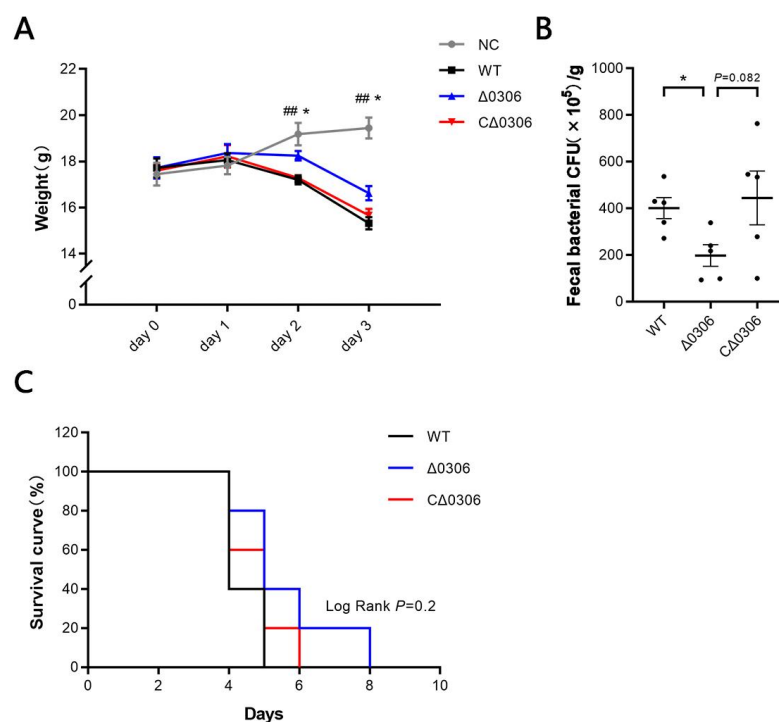 A
NC
WT
Δ0306
CΔ0306
Weight (g)
22
20
18
16
14
0
## *
## *
day 0
day 1
day 2
day 3
B
Fecal bacterial CFU( × 10⁵) /g
1000
800
600
400
200
0
*
P=0.082
WT
Δ0306
CΔ0306
C
WT
Δ0306
CΔ0306
Survival curve (%)
120
100
80
60
40
20
0
Log Rank P=0.2
0 2 4 6 8 10
Days